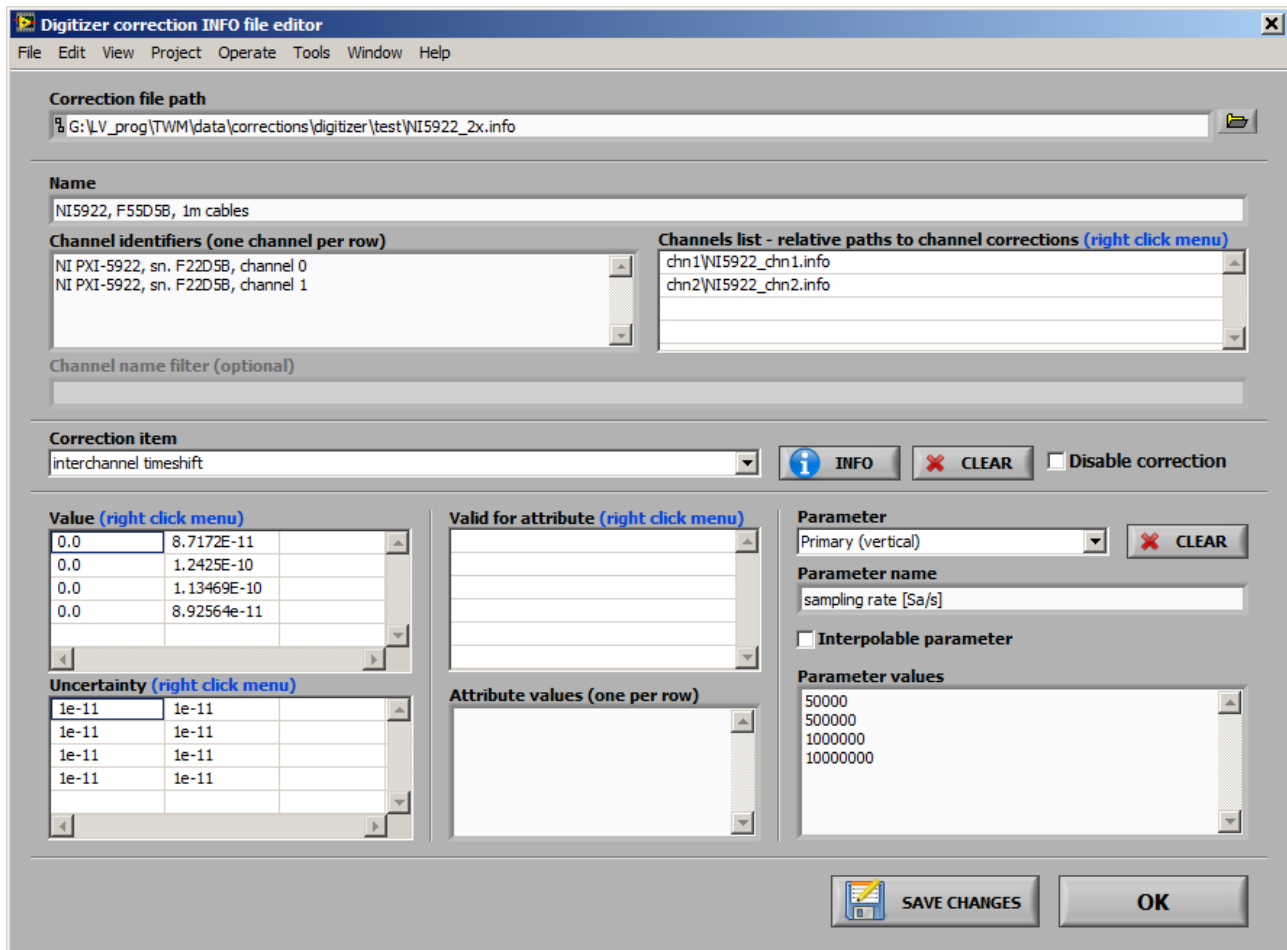 Digitizer correction INFO file editor
File Edit View Project Operate Tools Window Help
Correction file path
G:\LV_prog\TWM\data\corrections\digitizer\test\NI5922_2x.info
Name
NI5922, F55D5B, 1m cables
Channel identifiers (one channel per row)
NI PXI-5922, sn. F22D5B, channel 0
NI PXI-5922, sn. F22D5B, channel 1
Channels list - relative paths to channel corrections (right click menu)
chn1\NI5922_chn1.info
chn2\NI5922_chn2.info
Channel name filter (optional)
Correction item
interchannel timeshift
INFO
CLEAR
Disable correction
Value (right click menu)
0.0 8.7172E-11
0.0 1.2425E-10
0.0 1.13469E-10
0.0 8.92564e-11
Uncertainty (right click menu)
1e-11 1e-11
1e-11 1e-11
1e-11 1e-11
1e-11 1e-11
Valid for attribute (right click menu)
Attribute values (one per row)
Parameter
Primary (vertical)
CLEAR
Parameter name
sampling rate [Sa/s]
Interpolable parameter
Parameter values
50000
500000
1000000
10000000
SAVE CHANGES
OK